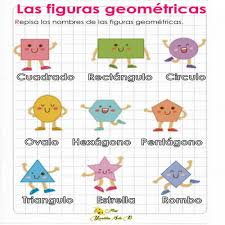 Las figuras geométricas
Repisa los nombres de las figuras geométricas.
Cuadrado Rectángulo Círculo
Ovalo Hexágono Pentágono
Triangulo Estrella Rombo